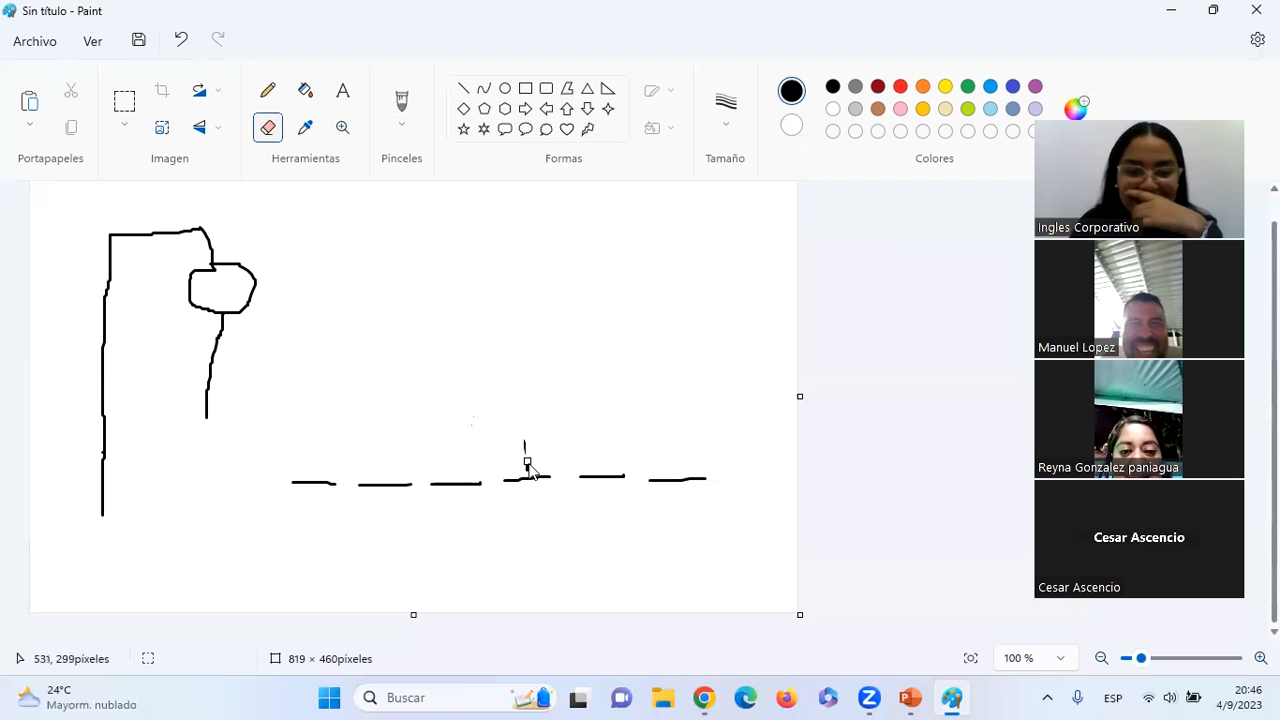 Sin título - Paint
Archivo
Ver
Portapapeles
Imagen
Herramientas
Pinceles
Formas
Tamaño
Colores
Ingles Corporativo
Manuel Lopez
Reyna Gonzalez paniagua
Cesar Ascencio
Cesar Ascencio
531, 299píxeles
819 × 460píxeles
100 %
24°C
Mayorm. nublado
Buscar
ESP
20:46
4/9/2023